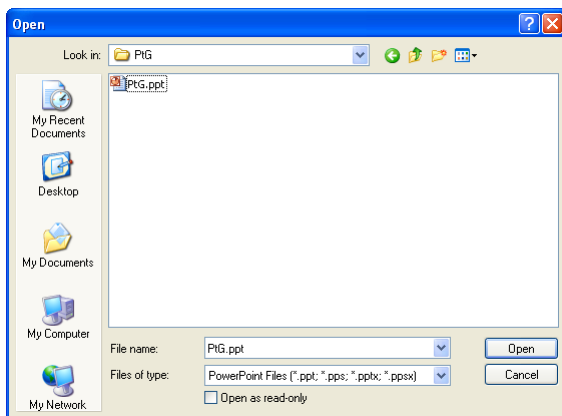 Open
Look in:
PtG
PtG.ppt
My Recent
Documents
Desktop
My Documents
My Computer
My Network
File name:
PtG.ppt
Open
Files of type:
PowerPoint Files (*.ppt; *.pps; *.pptx; *.ppsx)
Cancel
Open as read-only